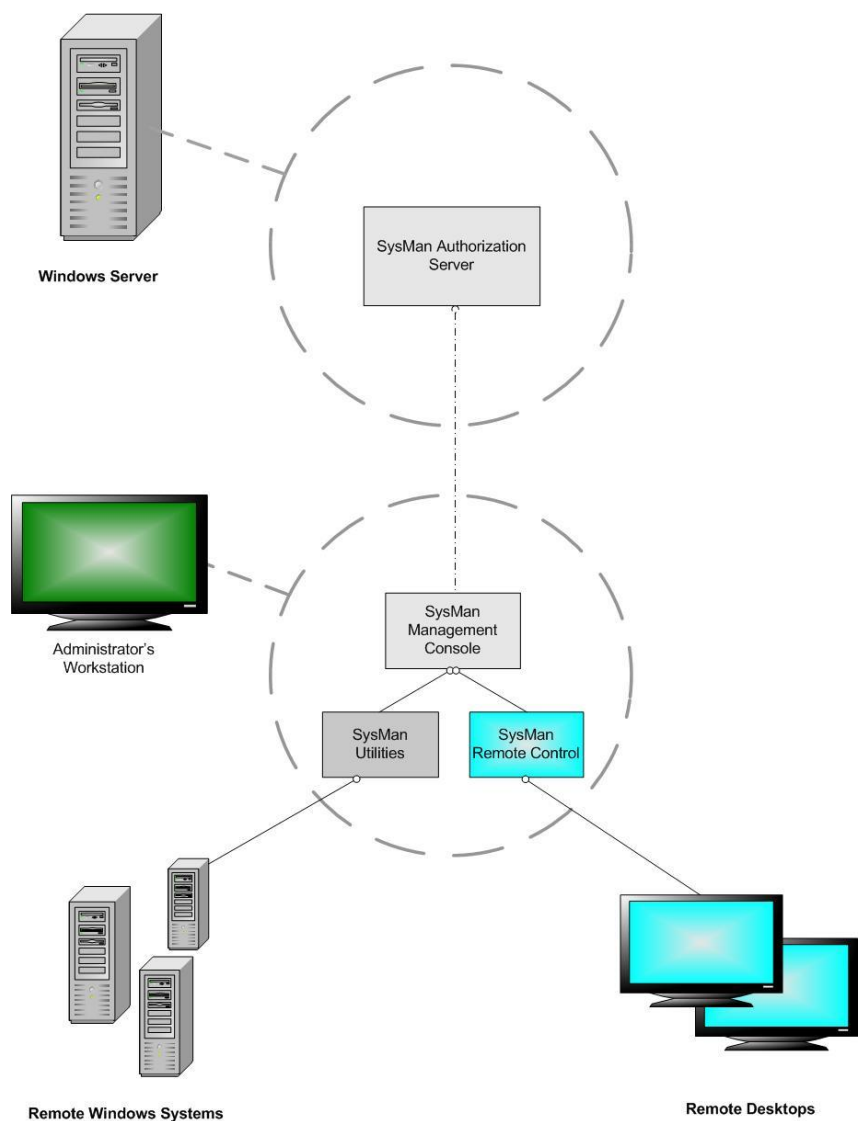 SysMan Authorization
Server
Windows Server
SysMan
Management
Console
Administrator's
Workstation
SysMan
Utilities
SysMan
Remote Control
Remote Windows Systems
Remote Desktops